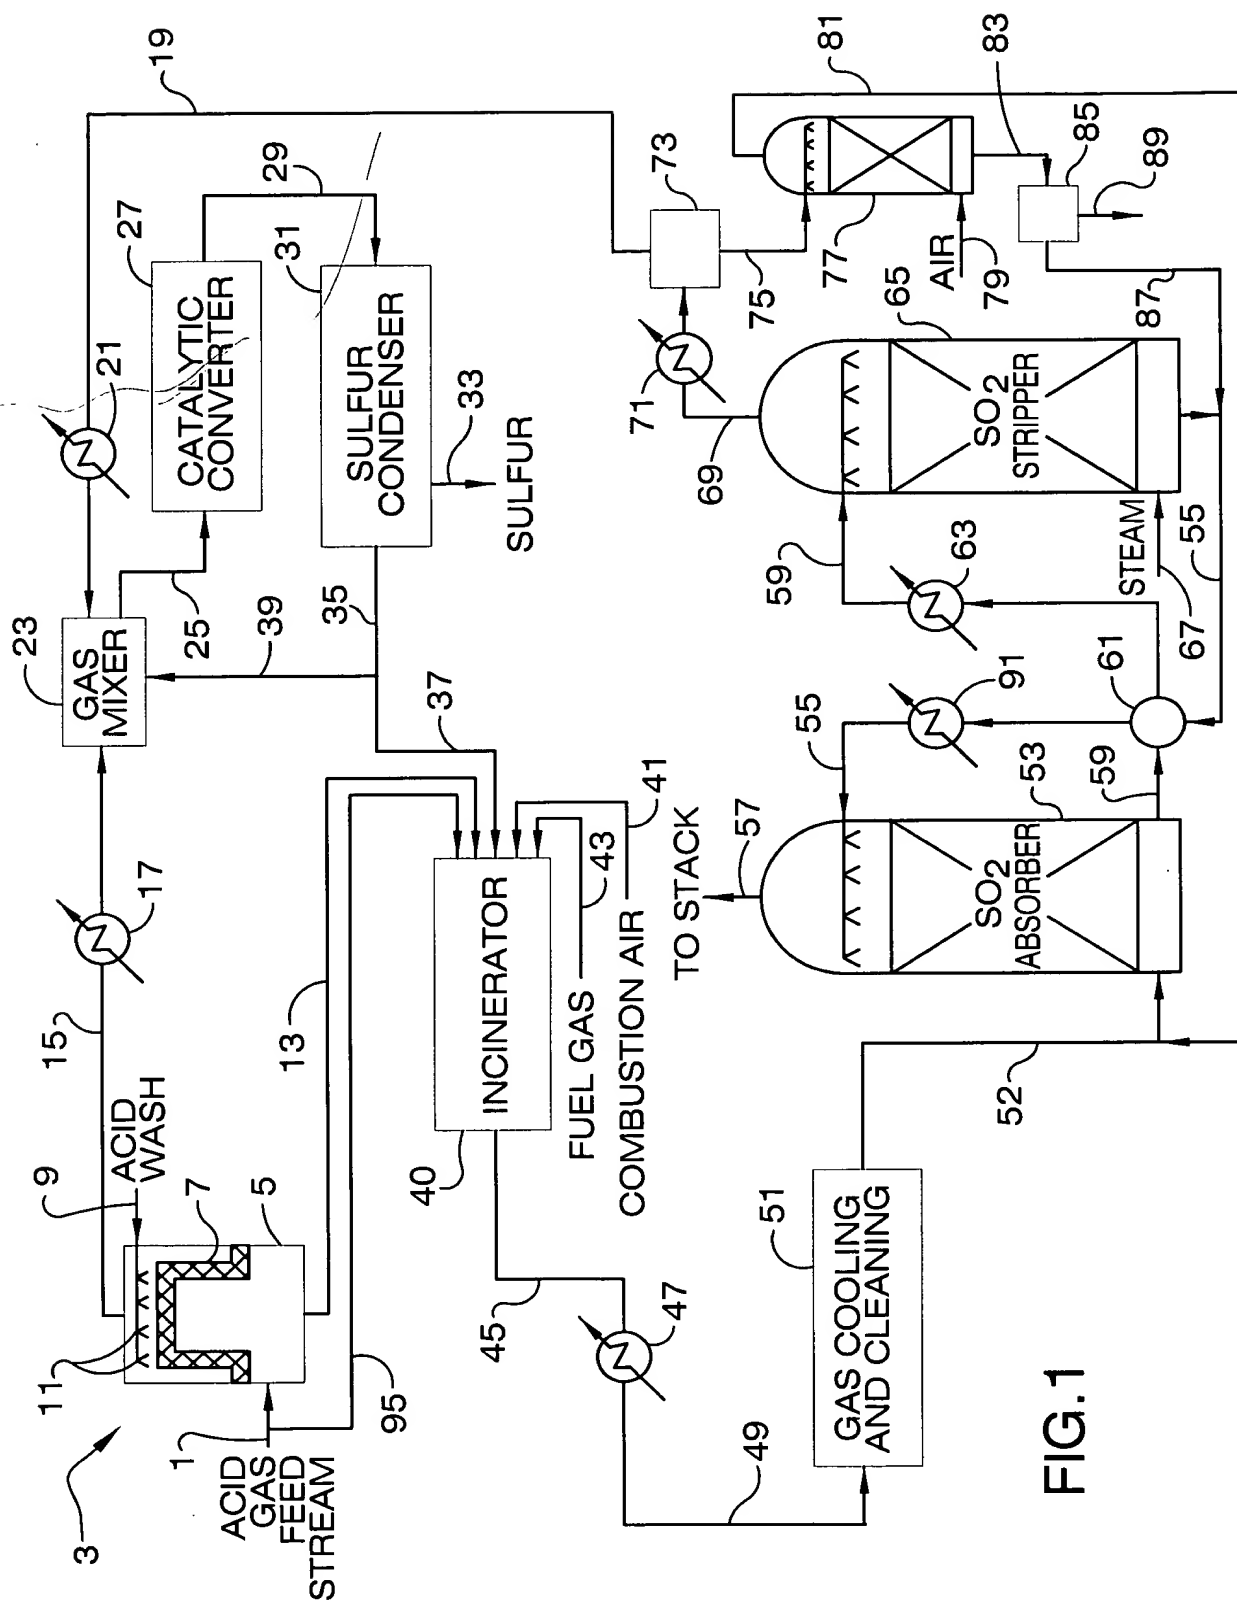 19
81
83
85
89
73
75
77
AIR
79
87
29
27
31
CATALYTIC
CONVERTER
SULFUR
CONDENSER
33
SULFUR
21
71
69
65
SO2
STRIPPER
STEAM
67
55
59
63
61
23
GAS
MIXER
25
39
35
37
91
55
53
59
41
43
57
TO STACK
SO2
ABSORBER
17
15
13
INCINERATOR
40
FUEL GAS
COMBUSTION AIR
52
9
ACID
WASH
7
5
11
3
1
ACID
GAS
FEED
STREAM
95
45
47
49
51
GAS COOLING
AND CLEANING
FIG.1